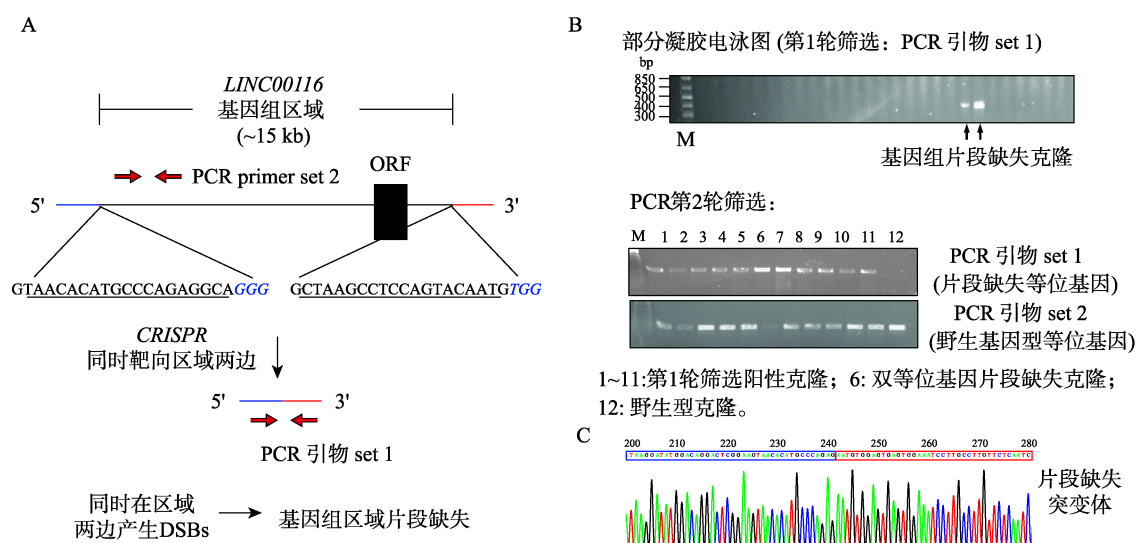 A
LINC00116
基因组区域
(~15 kb)
ORF
PCR primer set 2
5'
3'
GTAACACATGCCCAGAGGCAGGG
GCTAAGCCTCCAGTACAATGTGG
CRISPR
同时靶向区域两边
5'
3'
PCR 引物 set 1
同时在区域
两边产生DSBs
基因组区域片段缺失
B
部分凝胶电泳图 (第1轮筛选：PCR 引物 set 1)
bp
850
650
500
400
300
M
基因组片段缺失克隆
PCR第2轮筛选：
M 1 2 3 4 5 6 7 8 9 10 11 12
PCR 引物 set 1
(片段缺失等位基因)
PCR 引物 set 2
(野生基因型等位基因)
1~11:第1轮筛选阳性克隆；6: 双等位基因片段缺失克隆；
12: 野生型克隆。
C
200 210 220 230 240 250 260 270 280
片段缺失
突变体